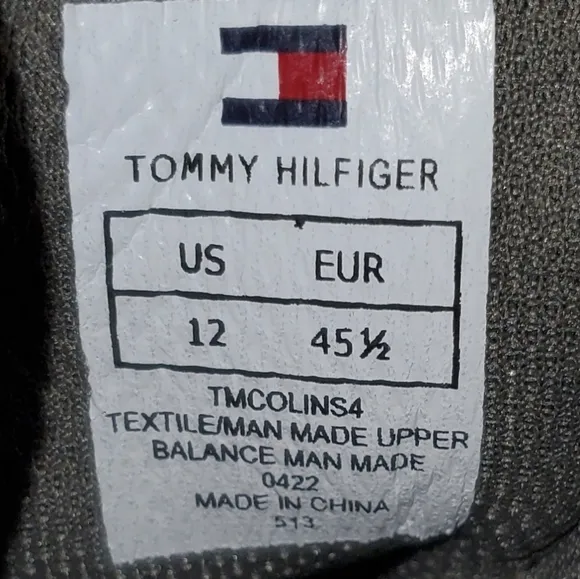 TOMMY HILFIGER
US EUR
12 45½
TMCOLINS4
TEXTILE/MAN MADE UPPER
BALANCE MAN MADE
0422
MADE IN CHINA
513